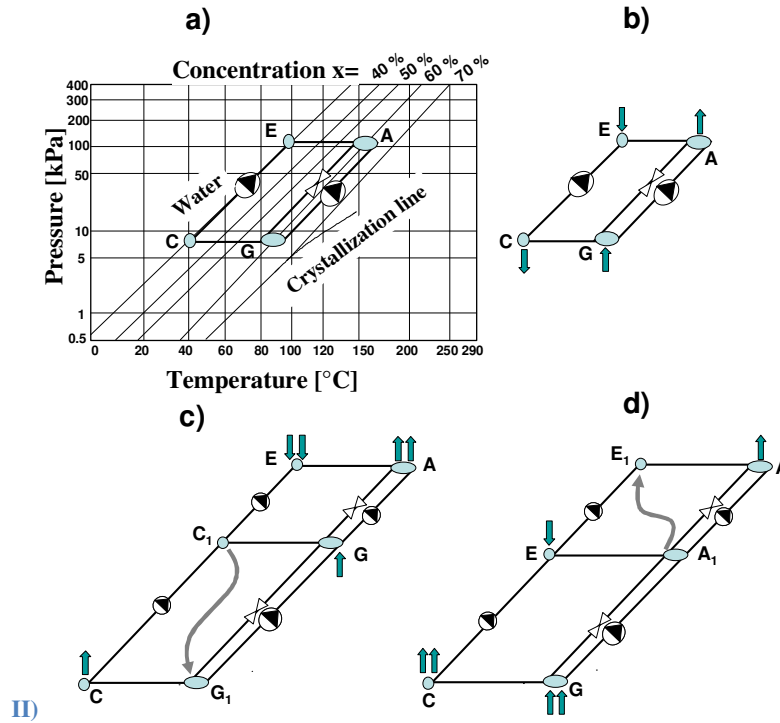 a)
b)
Concentration x=
40 %
50 %
60 %
70 %
Pressure [kPa]
400
300
200
100
50
10
5
1
0.5
E
A
Water
C
G
Crystallization line
0
20
40
60
80
100
120
150
200
250
290
Temperature [°C]
E
A
C
G
c)
d)
E
A
C1
G
C
G1
E1
A
E
A1
C
G
II)